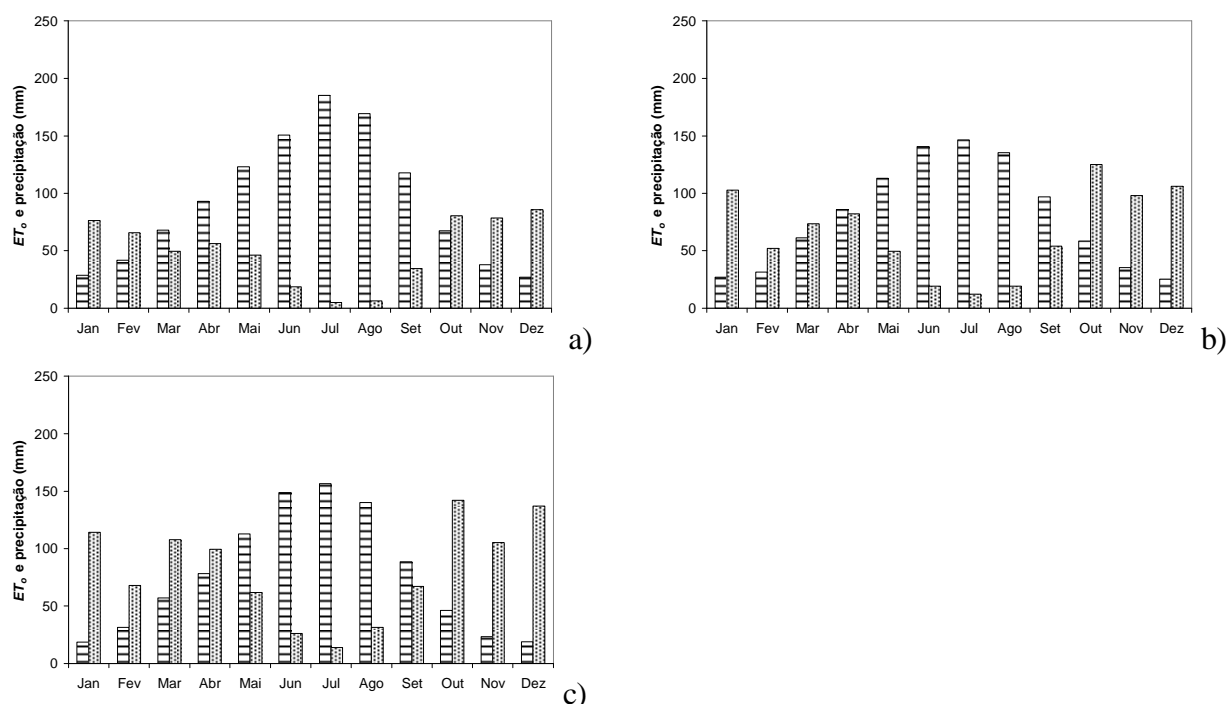 ET₀ e precipitação (mm)
250
200
150
100
50
0
Jan Fev Mar Abr Mai Jun Jul Ago Set Out Nov Dez
a)
ET₀ e precipitação (mm)
250
200
150
100
50
0
Jan Fev Mar Abr Mai Jun Jul Ago Set Out Nov Dez
b)
ET₀ e precipitação (mm)
250
200
150
100
50
0
Jan Fev Mar Abr Mai Jun Jul Ago Set Out Nov Dez
c)